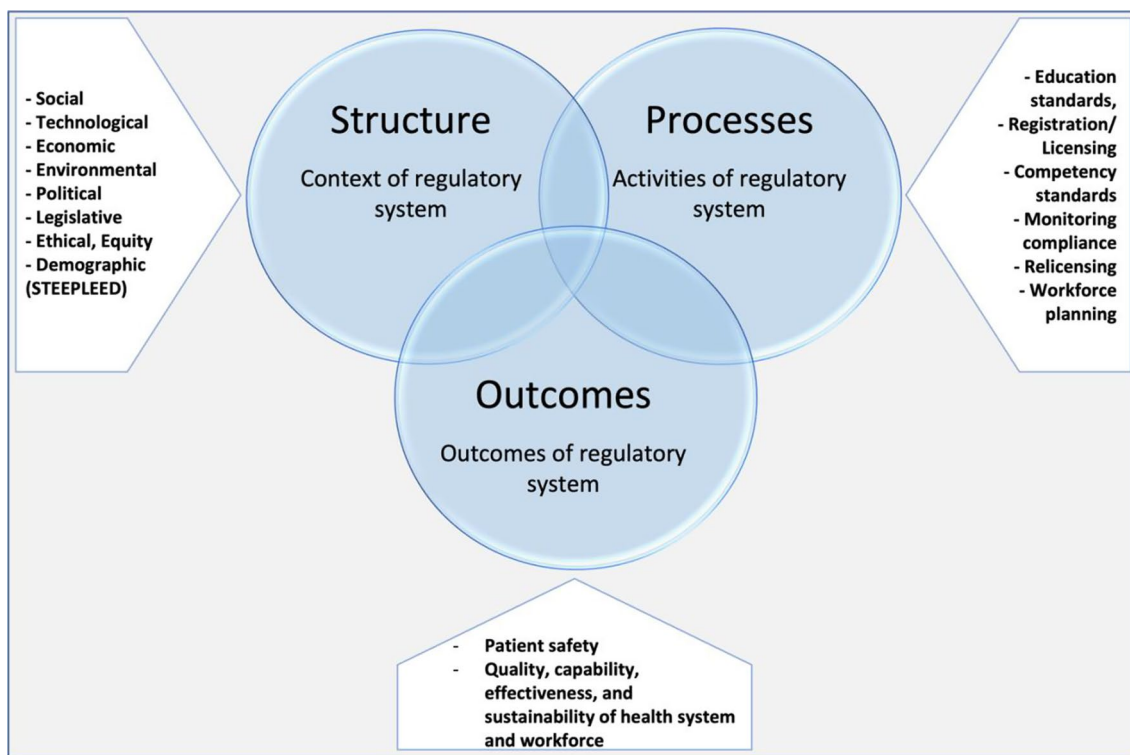 - Social
- Technological
- Economic
- Environmental
- Political
- Legislative
- Ethical, Equity
- Demographic
(STEEPLEED)
Structure
Context of regulatory
system
Processes
Activities of regulatory
system
- Education
standards,
- Registration/
Licensing
- Competency
standards
- Monitoring
compliance
- Relicensing
- Workforce
planning
Outcomes
Outcomes of regulatory
system
- Patient safety
- Quality, capability,
effectiveness, and
sustainability of health system
and workforce